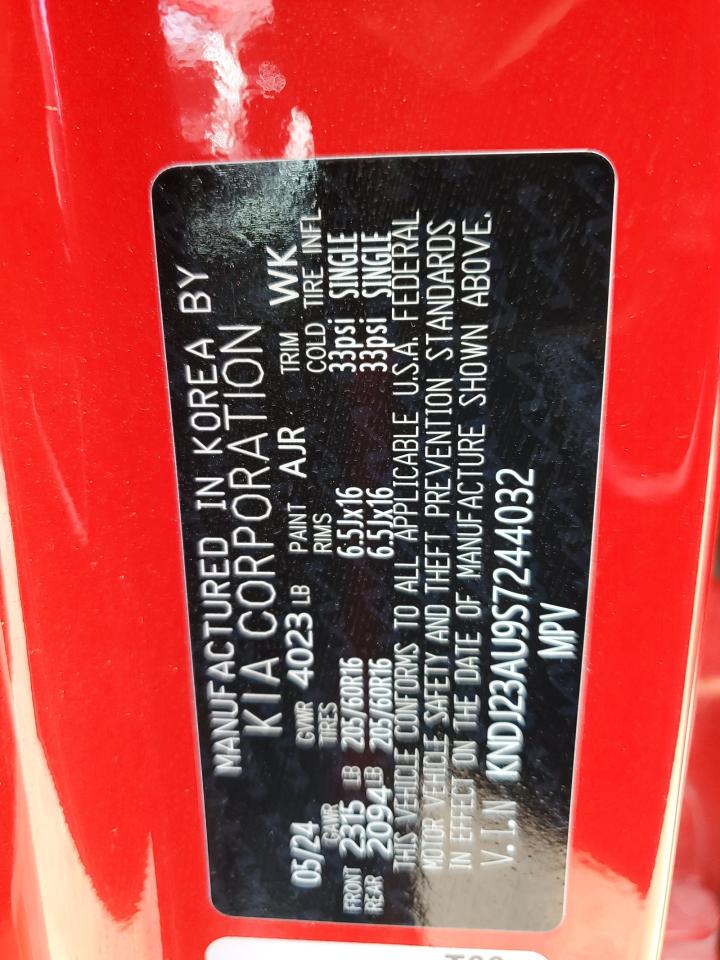 MANUFACTURED IN KOREA BY
KIA CORPORATION
05/24 GVWR 4023 LB PAINT AJR TRIM WK
GAWR TIRES RIMS COLD TIRE INFL
FRONT 2315 LB 205/60R16 6.5Jx16 33psi SINGLE
REAR 2094 LB 205/60R16 6.5Jx16 33psi SINGLE
THIS VEHICLE CONFORMS TO ALL APPLICABLE U.S.A. FEDERAL
MOTOR VEHICLE SAFETY AND THEFT PREVENTION STANDARDS
IN EFFECT ON THE DATE OF MANUFACTURE SHOWN ABOVE.
V.I.N KNDJ23AU9S7244032
MPV